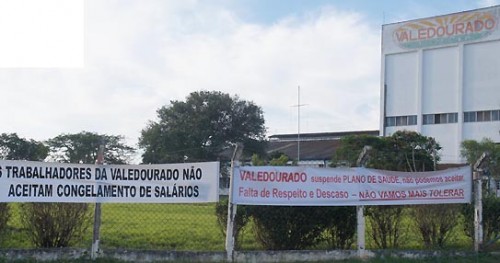 VALEDOURADO
S TRABALHADORES DA VALEDOURADO NÃO
ACEITAM CONGELAMENTO DE SALÁRIOS
VALEDOURADO suspende PLANO DE SAÚDE, não podemos aceitar.
Falta de Respeito e Descaso - NÃO VAMOS MAIS TOLERAR